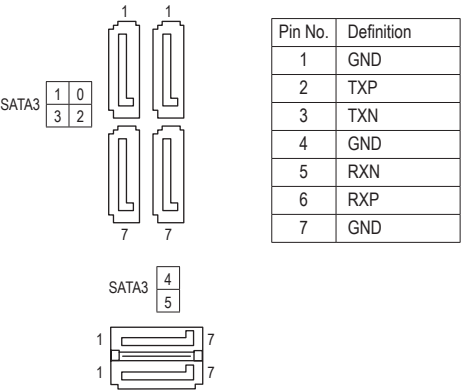 1 1
SATA3
1 0
3 2
7 7
SATA3
4
5
1 7
1 7
Pin No. Definition
1 GND
2 TXP
3 TXN
4 GND
5 RXN
6 RXP
7 GND